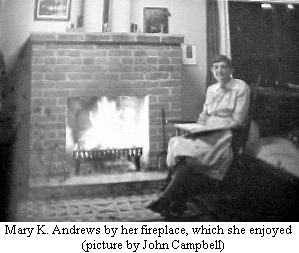 Mary K. Andrews by her fireplace, which she enjoyed
(picture by John Campbell)